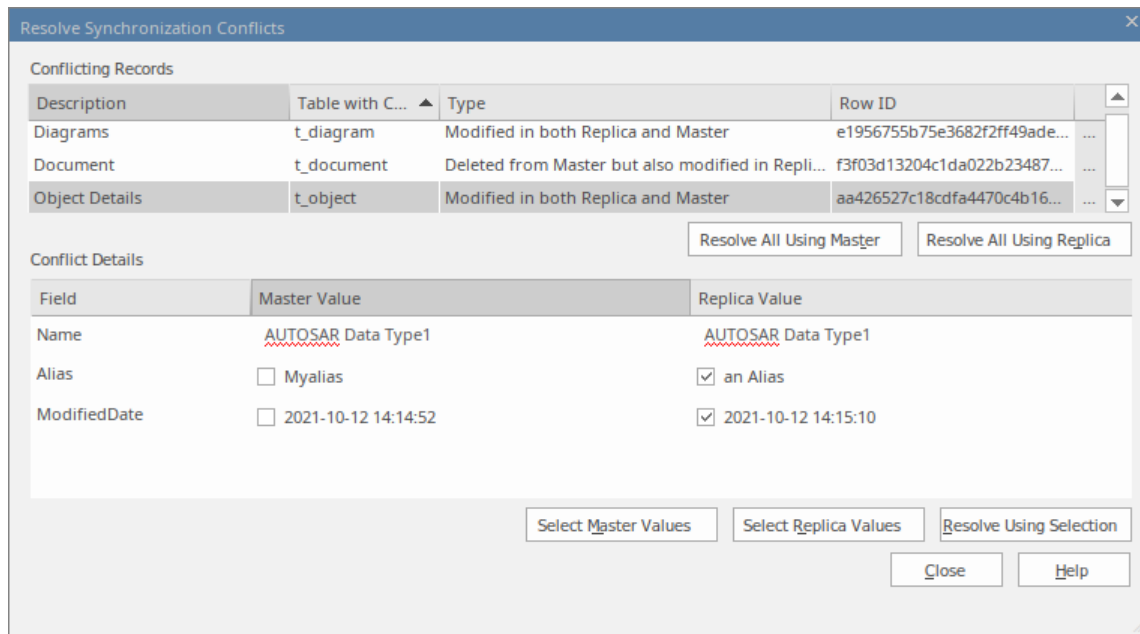 Resolve Synchronization Conflicts
Conflicting Records
Description Table with C... Type Row ID
Diagrams t_diagram Modified in both Replica and Master e1956755b75e3682f2ff49ade... ...
Document t_document Deleted from Master but also modified in Repli... f3f03d13204c1da022b23487... ...
Object Details t_object Modified in both Replica and Master aa426527c18cdfa4470c4b16... ...
Resolve All Using Master Resolve All Using Replica
Conflict Details
Field Master Value Replica Value
Name AUTOSAR Data Type1 AUTOSAR Data Type1
Alias Myalias an Alias
ModifiedDate 2021-10-12 14:14:52 2021-10-12 14:15:10
Select Master Values Select Replica Values Resolve Using Selection
Close Help